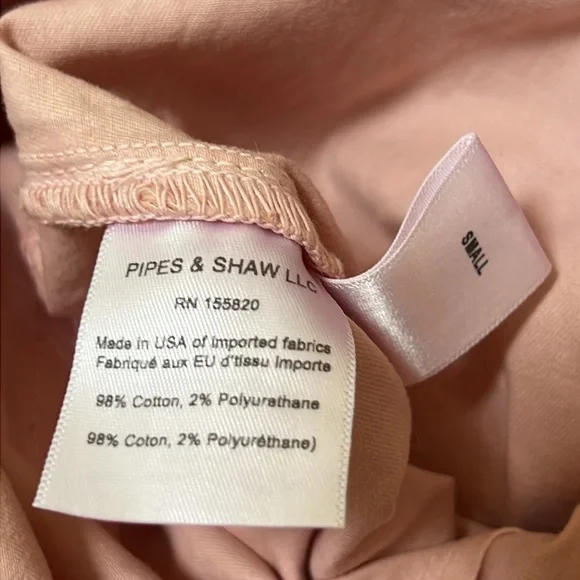 PIPES & SHAW LLC
RN 155820
Made in USA of Imported fabrics
Fabriqué aux EU d'tissu Importe
98% Cotton, 2% Polyurethane
98% Coton, 2% Polyuréthane)
SMALL